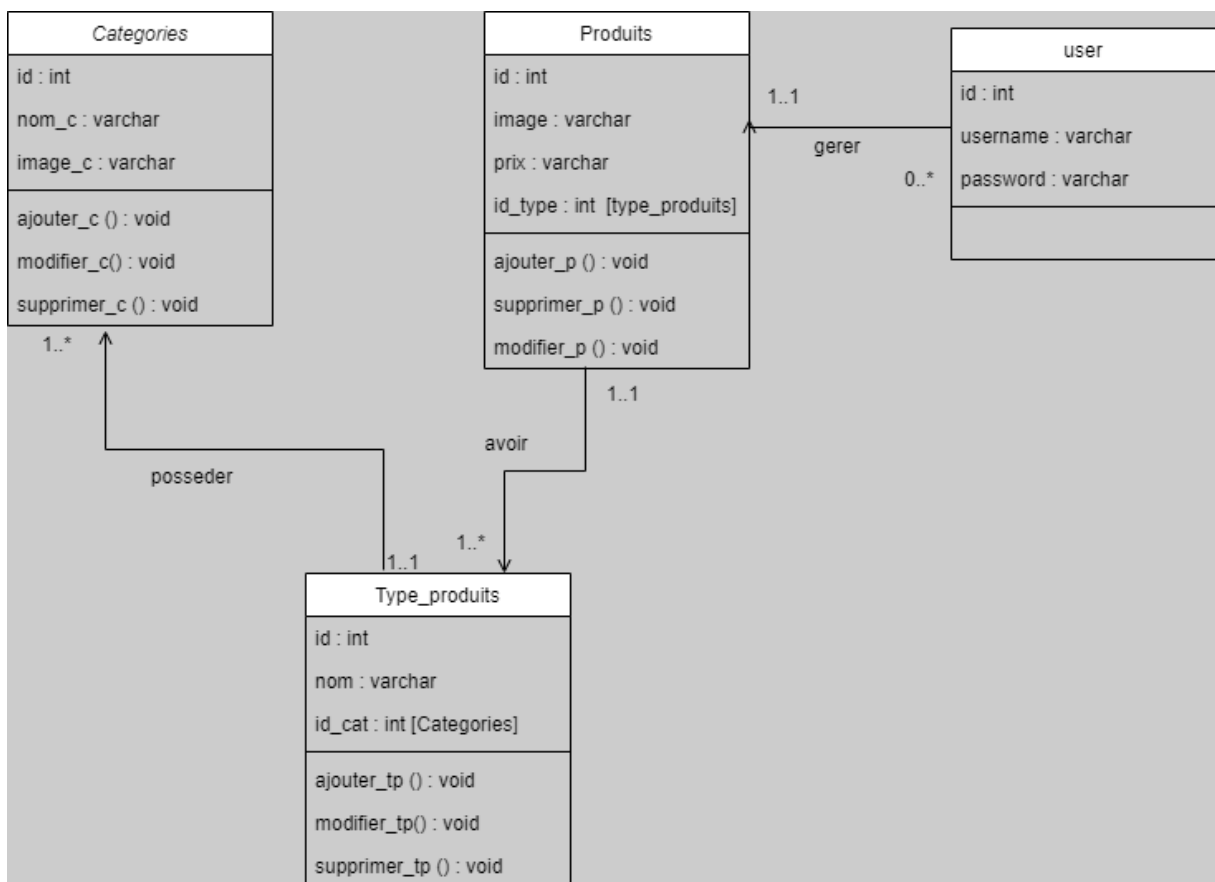 Categories
id : int
nom_c : varchar
image_c : varchar
ajouter_c () : void
modifier_c() : void
supprimer_c () : void
1..*
Produits
id : int
image : varchar
prix : varchar
id_type : int [type_produits]
ajouter_p () : void
supprimer_p () : void
modifier_p () : void
1..1
user
id : int
username : varchar
password : varchar
1..1
gerer
0..*
avoir
posseder
1..*
1..1
Type_produits
id : int
nom : varchar
id_cat : int [Categories]
ajouter_tp () : void
modifier_tp() : void
supprimer_tp () : void